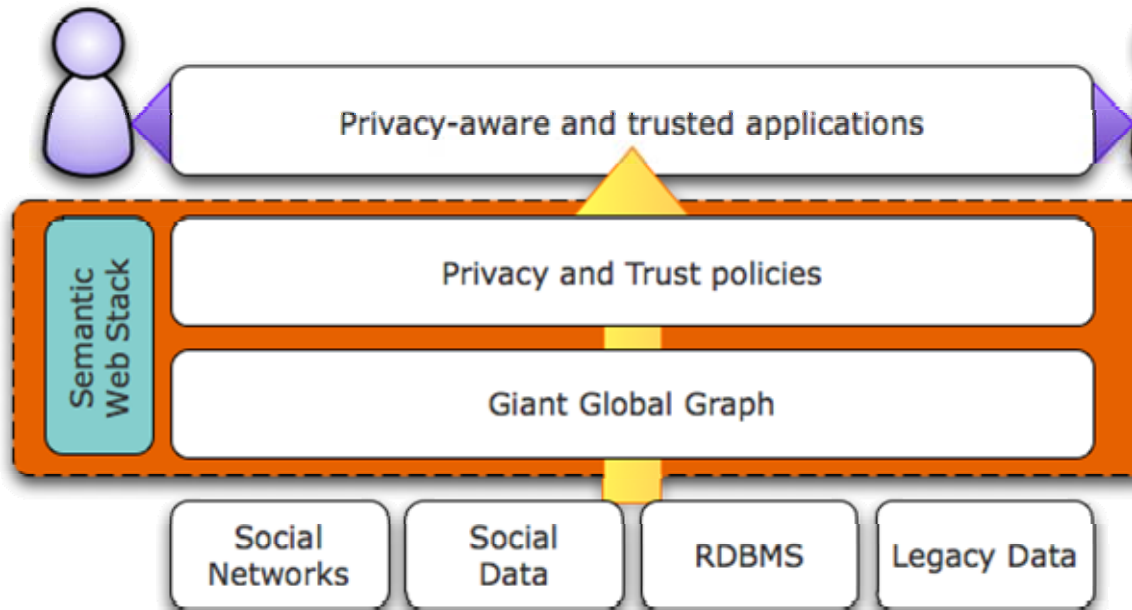 Privacy-aware and trusted applications
Semantic
Web Stack
Privacy and Trust policies
Giant Global Graph
Social
Networks
Social
Data
RDBMS
Legacy Data